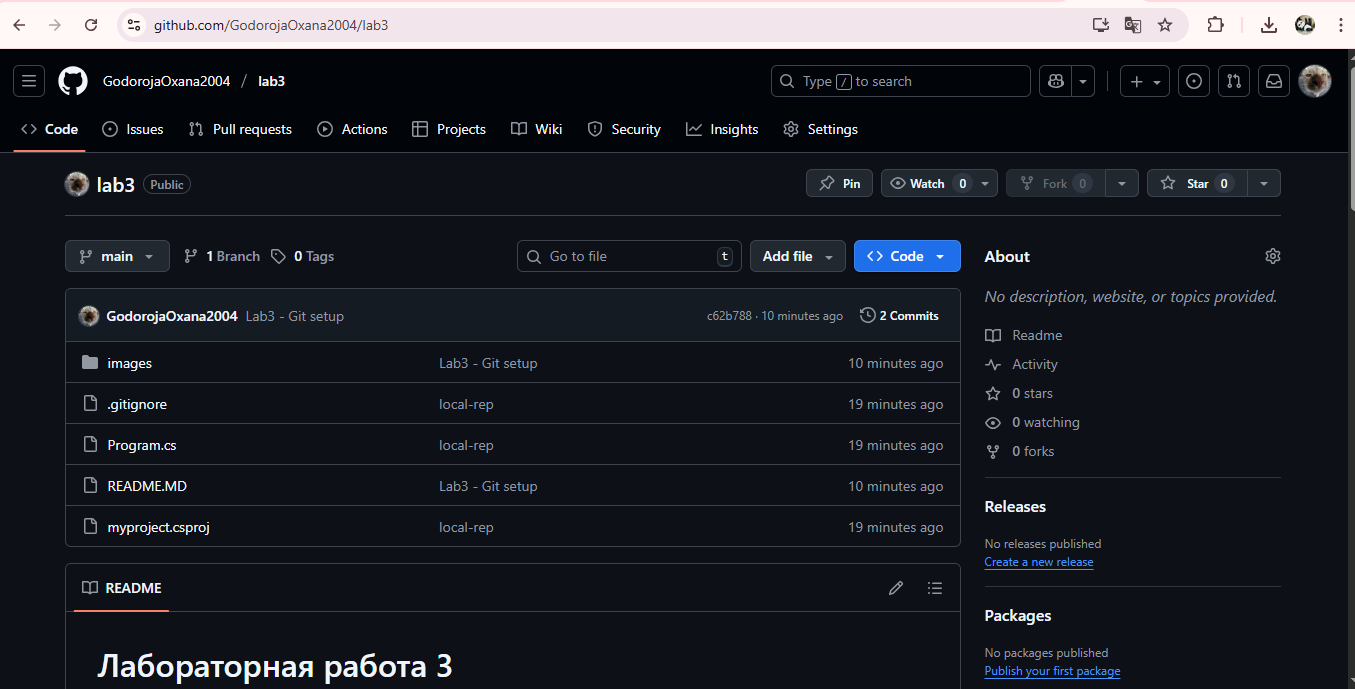 github.com/GodorojaOxana2004/lab3
GodorojaOxana2004 / lab3
Type / to search
Code Issues Pull requests Actions Projects Wiki Security Insights Settings
lab3 Public
Pin Watch 0 Fork 0 Star 0
main 1 Branch 0 Tags
Go to file t Add file Code
GodorojaOxana2004 Lab3 - Git setup c62b788 · 10 minutes ago 2 Commits
images Lab3 - Git setup 10 minutes ago
.gitignore local-rep 19 minutes ago
Program.cs local-rep 19 minutes ago
README.MD Lab3 - Git setup 10 minutes ago
myproject.csproj local-rep 19 minutes ago
README
Лабораторная работа 3
About
No description, website, or topics provided.
Readme
Activity
0 stars
0 watching
0 forks
Releases
No releases published
Create a new release
Packages
No packages published
Publish your first package